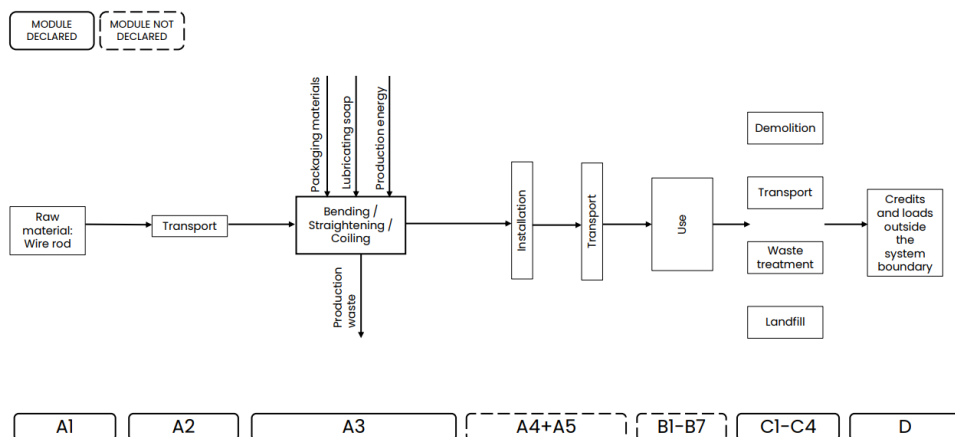 MODULE
DECLARED
MODULE NOT
DECLARED
Packaging materials
Lubricating soap
Production energy
Raw
material:
Wire rod
Transport
Bending /
Straightening /
Coiling
Production
waste
Installation
Transport
Use
Demolition
Transport
Waste
treatment
Landfill
Credits
and loads
outside
the
system
boundary
A1
A2
A3
A4+A5
B1-B7
C1-C4
D